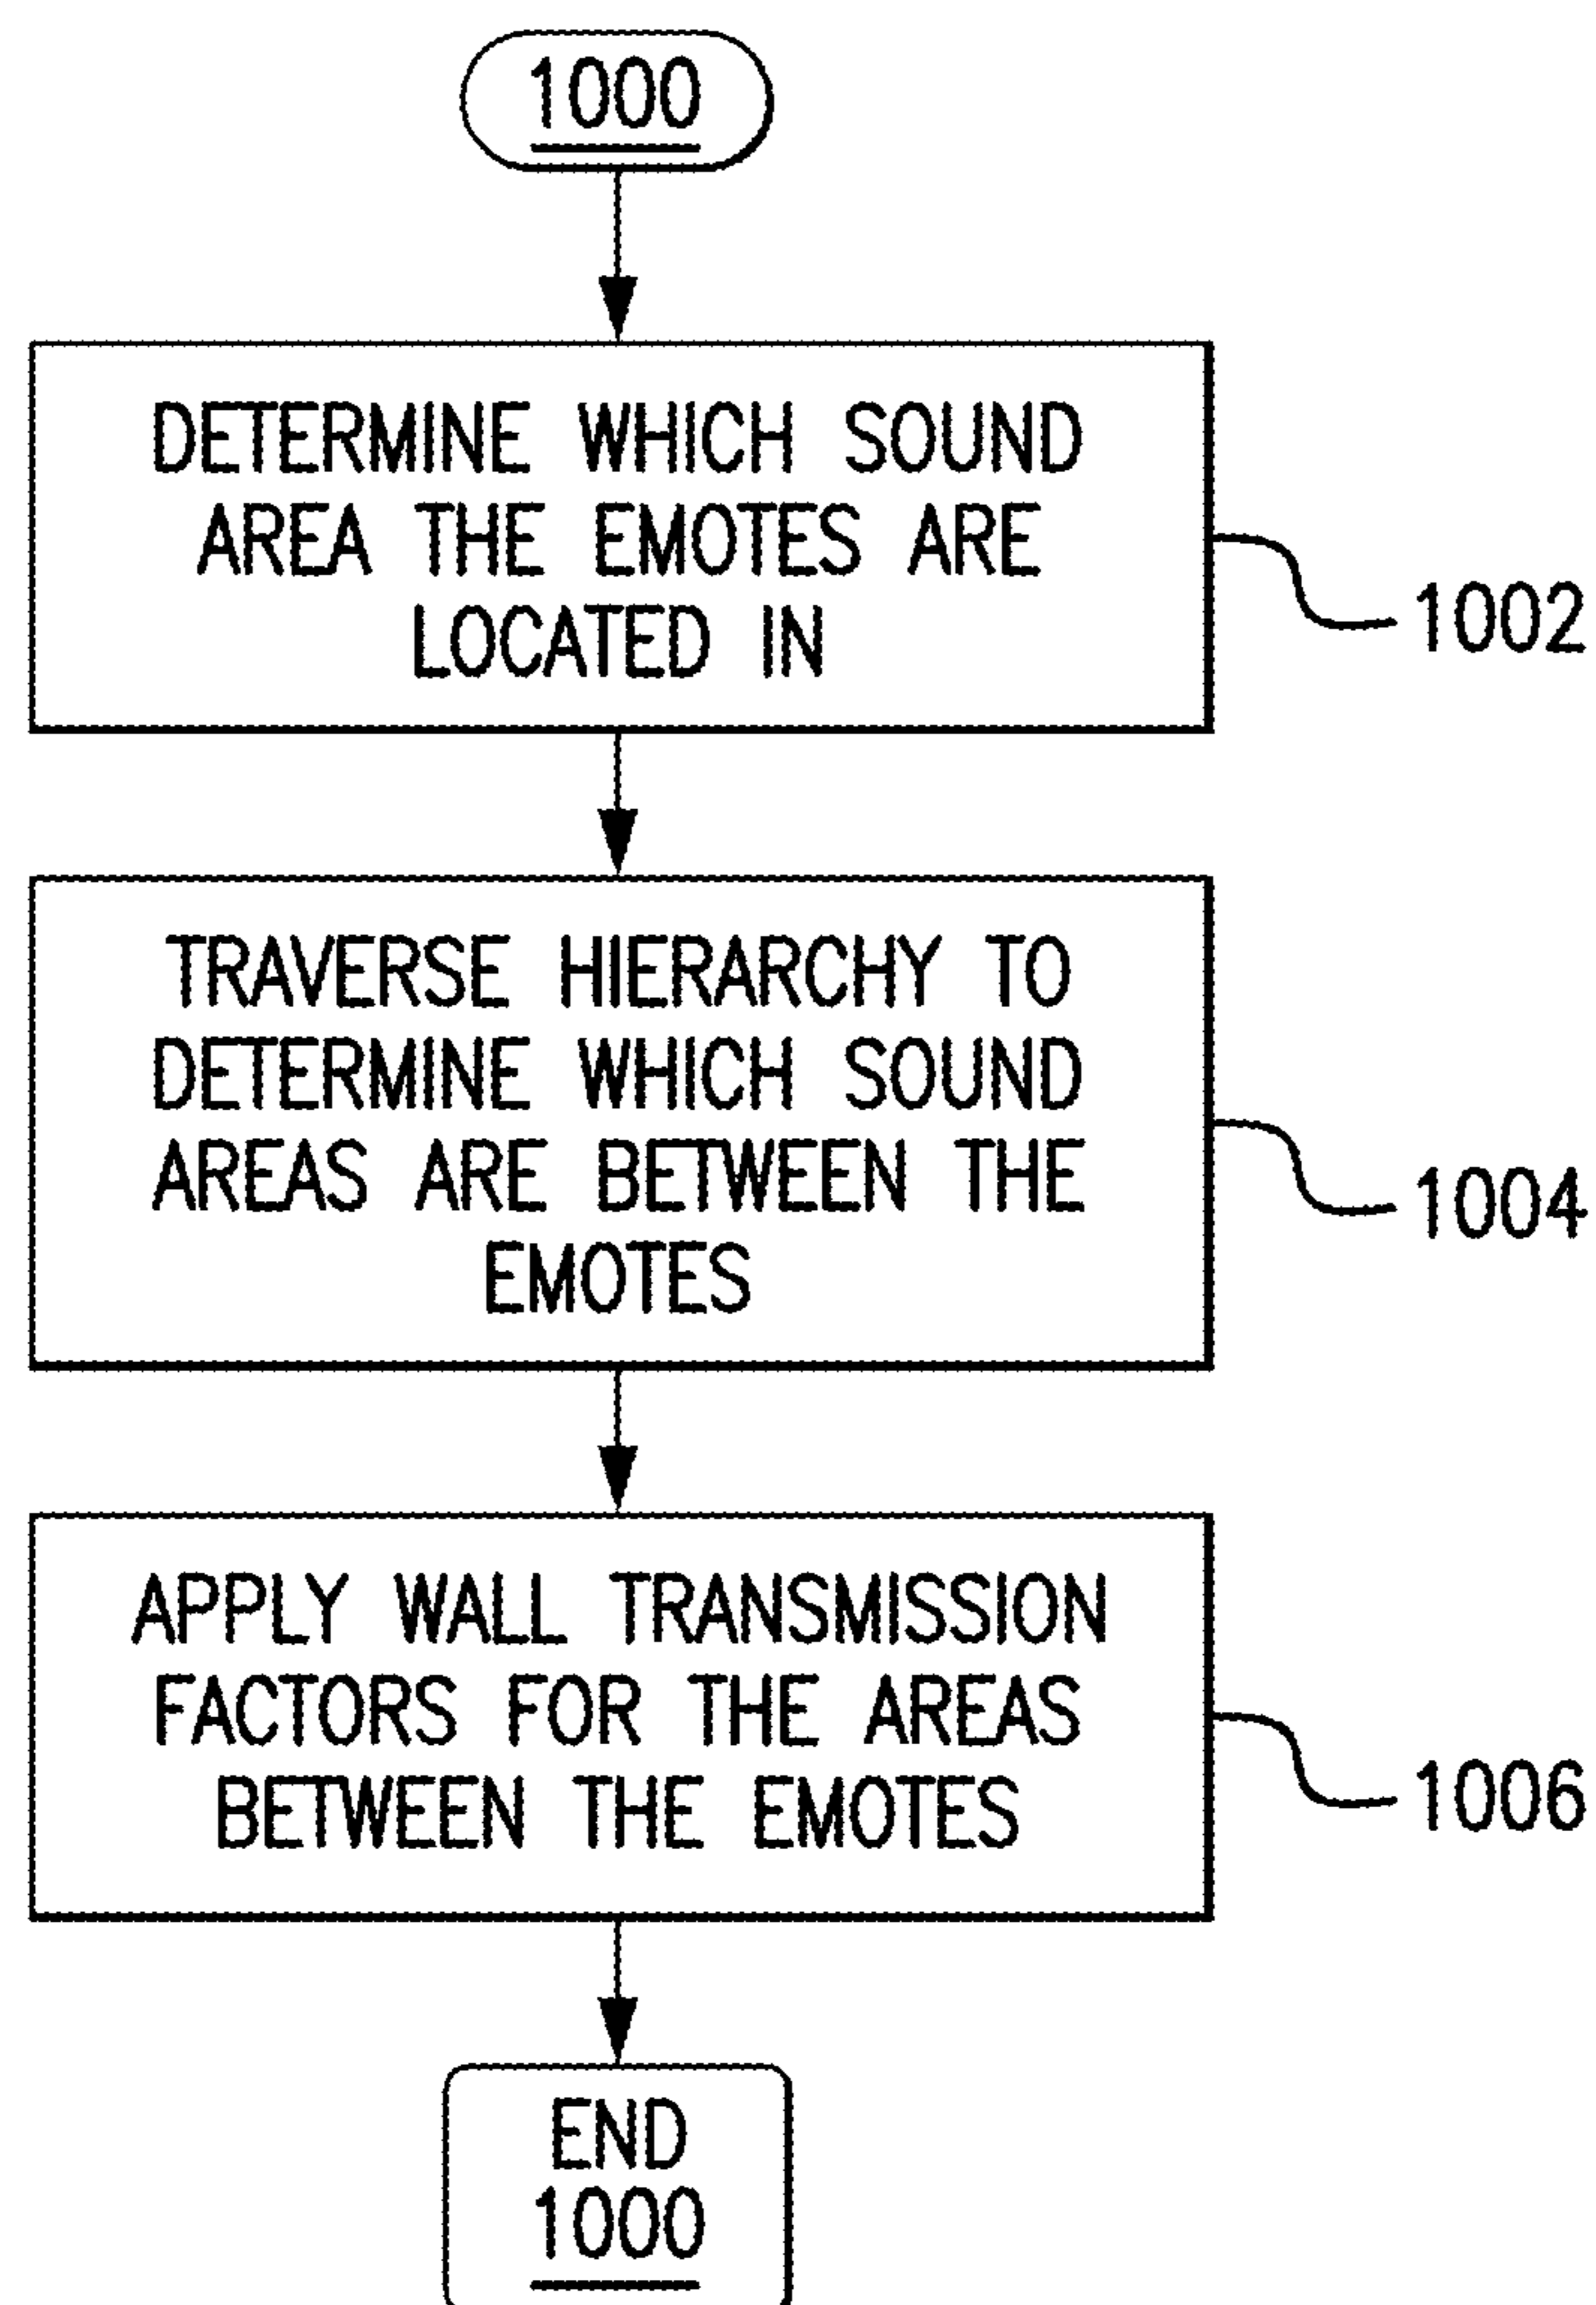 1000
DETERMINE WHICH SOUND
AREA THE EMOTES ARE
LOCATED IN
1002
TRAVERSE HIERARCHY TO
DETERMINE WHICH SOUND
AREAS ARE BETWEEN THE
EMOTES
1004
APPLY WALL TRANSMISSION
FACTORS FOR THE AREAS
BETWEEN THE EMOTES
1006
END
1000